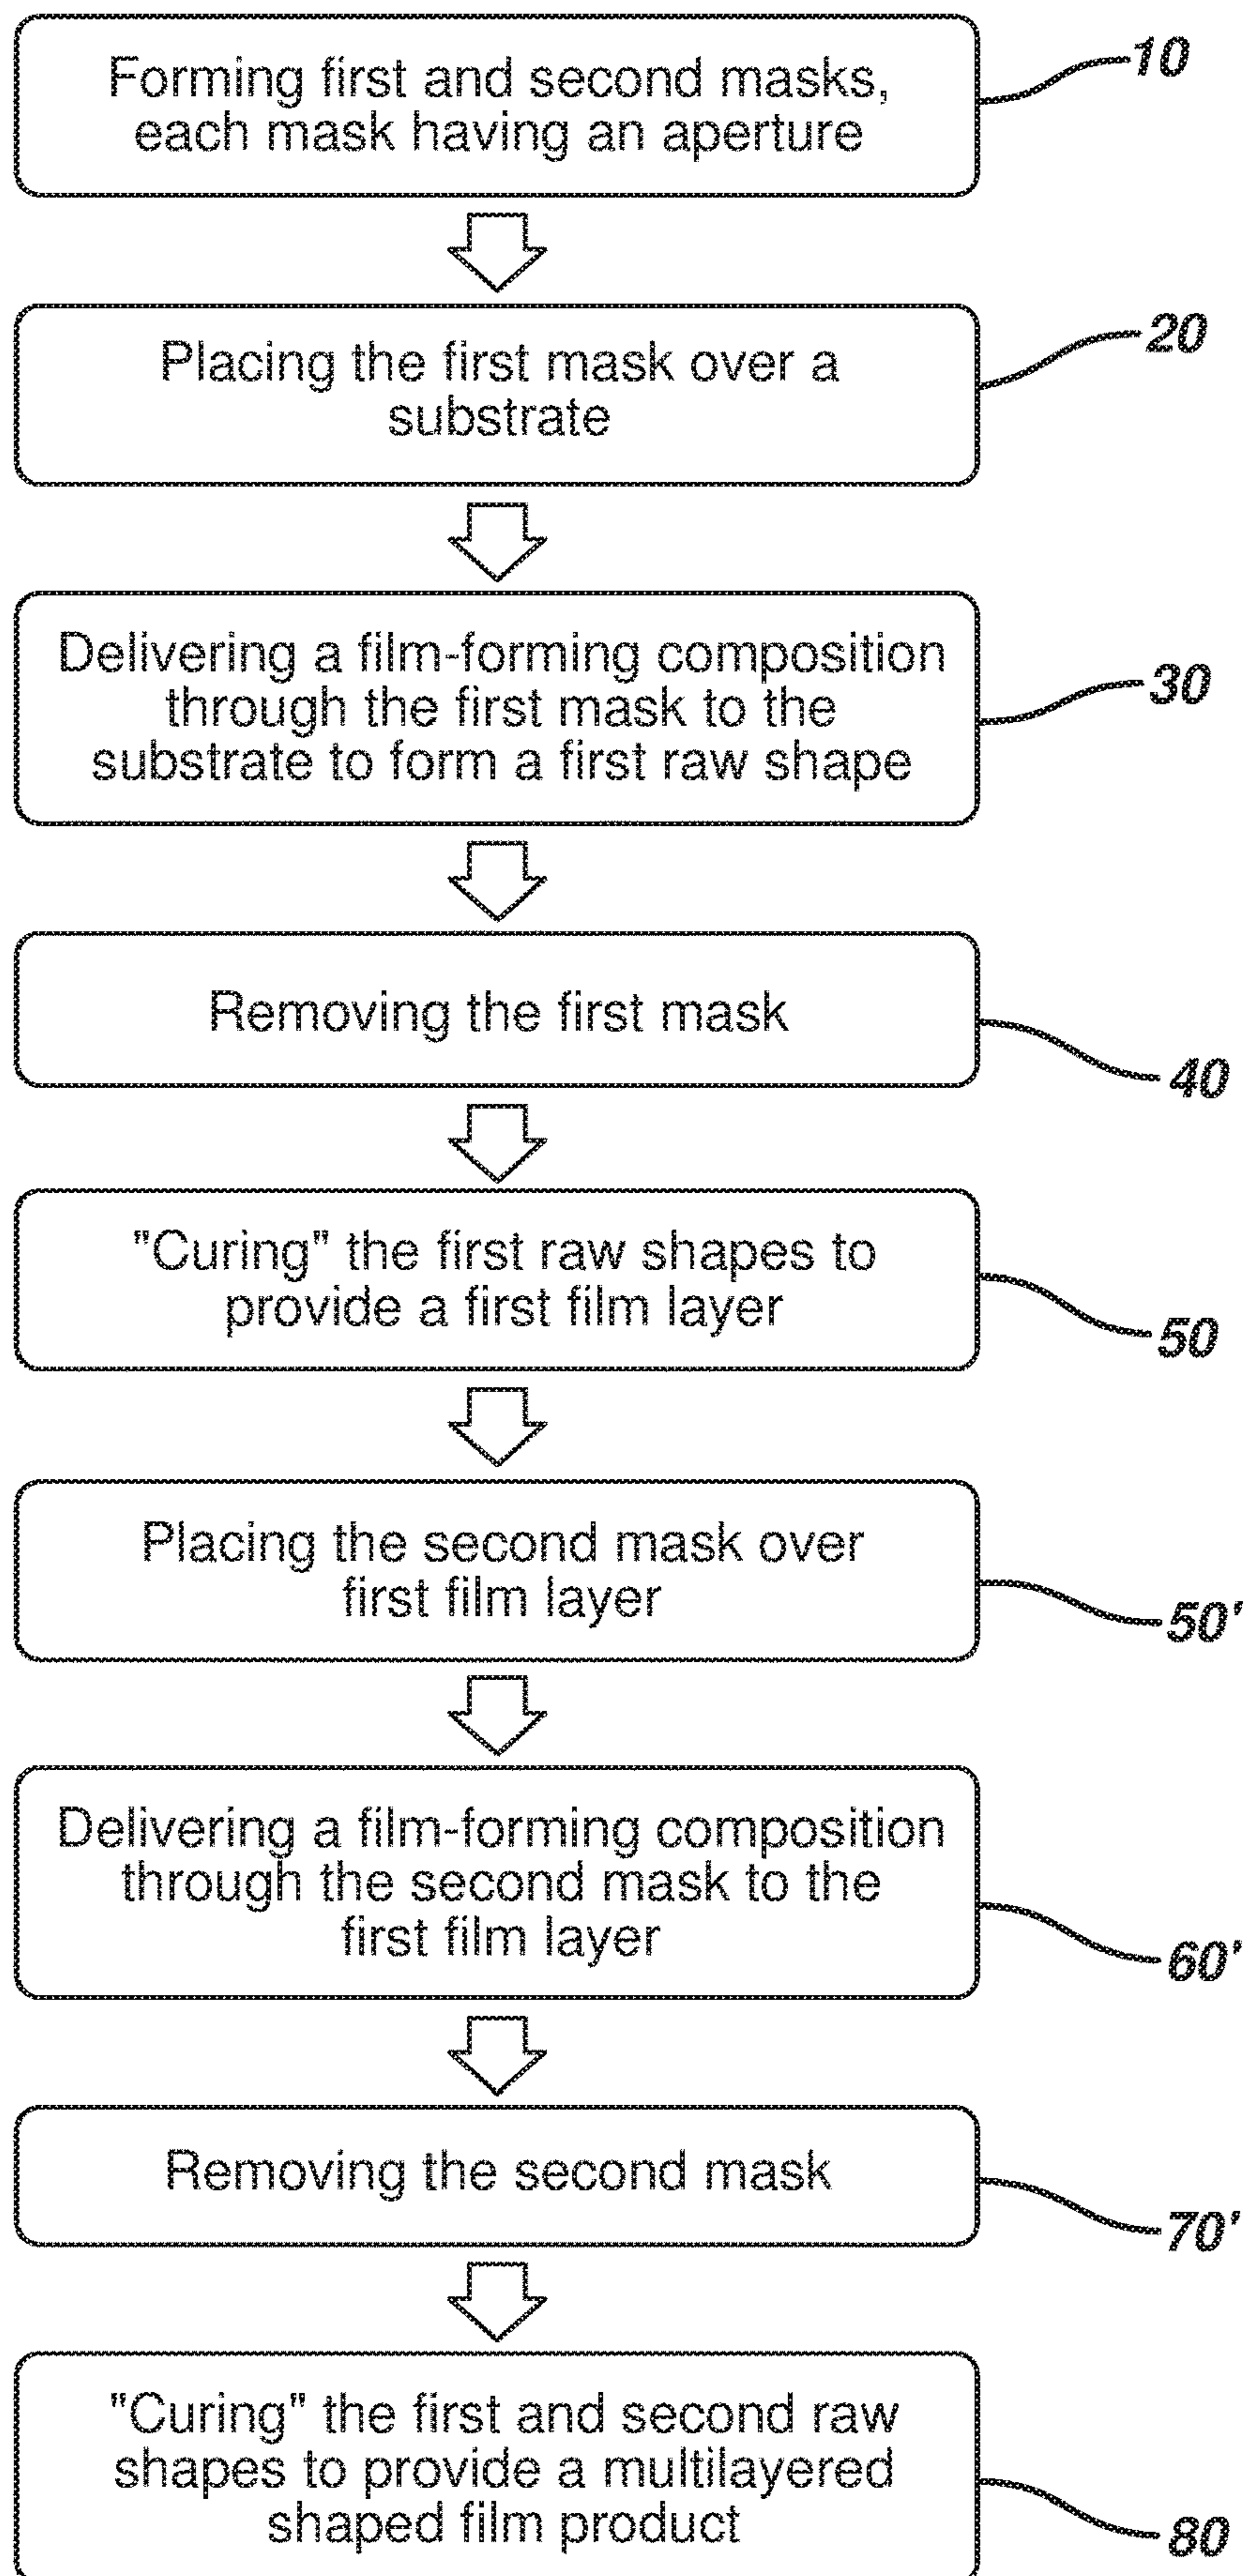 Forming first and second masks,
each mask having an aperture
10
Placing the first mask over a
substrate
20
Delivering a film-forming composition
through the first mask to the
substrate to form a first raw shape
30
Removing the first mask
40
"Curing" the first raw shapes to
provide a first film layer
50
Placing the second mask over
first film layer
50'
Delivering a film-forming composition
through the second mask to the
first film layer
60'
Removing the second mask
70'
"Curing" the first and second raw
shapes to provide a multilayered
shaped film product
80